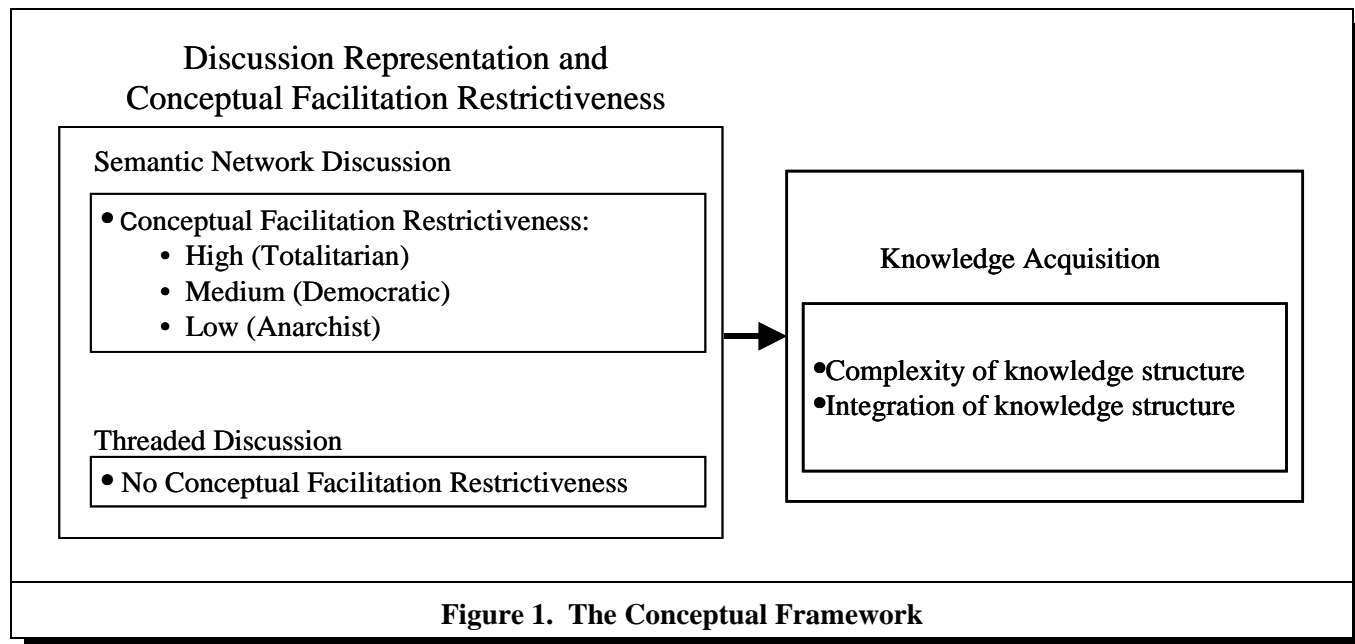 Discussion Representation and
Conceptual Facilitation Restrictiveness
Semantic Network Discussion
• Conceptual Facilitation Restrictiveness:
• High (Totalitarian)
• Medium (Democratic)
• Low (Anarchist)
Threaded Discussion
• No Conceptual Facilitation Restrictiveness
Knowledge Acquisition
•Complexity of knowledge structure
•Integration of knowledge structure
Figure 1. The Conceptual Framework